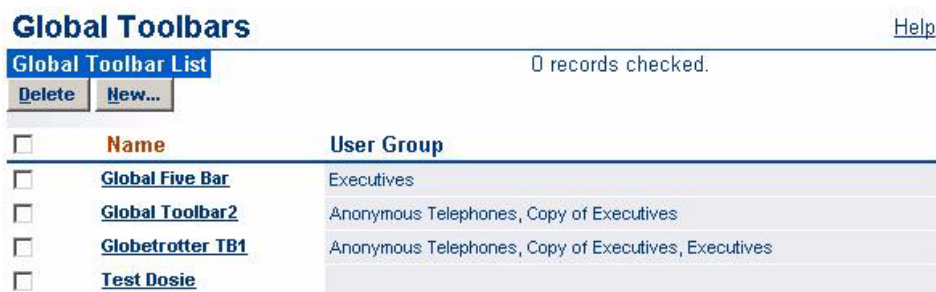 Global Toolbars Help
Global Toolbar List 0 records checked.
Delete New...
Name User Group
Global Five Bar Executives
Global Toolbar2 Anonymous Telephones, Copy of Executives
Globetrotter TB1 Anonymous Telephones, Copy of Executives, Executives
Test Dosie